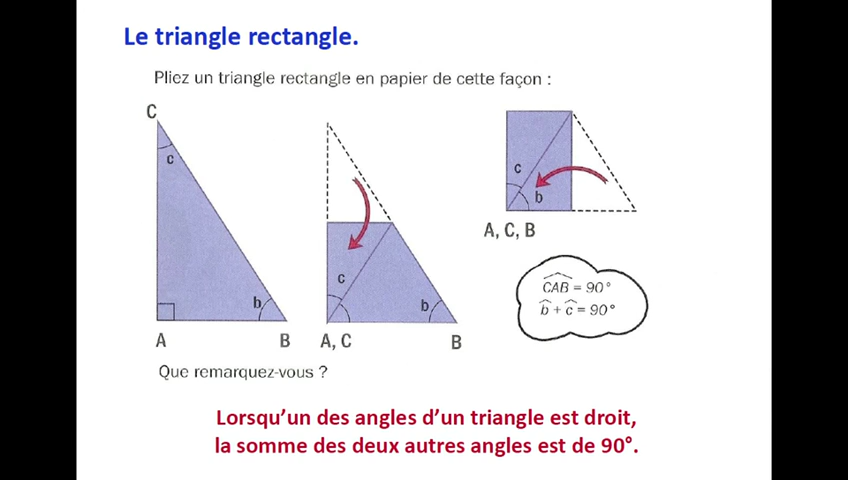 Le triangle rectangle.
Pliez un triangle rectangle en papier de cette façon :
C
c
b
A
B
c
b
A, C
B
c
b
A, C, B
CAB = 90°
b + c = 90°
Que remarquez-vous ?
Lorsqu'un des angles d'un triangle est droit,
la somme des deux autres angles est de 90°.